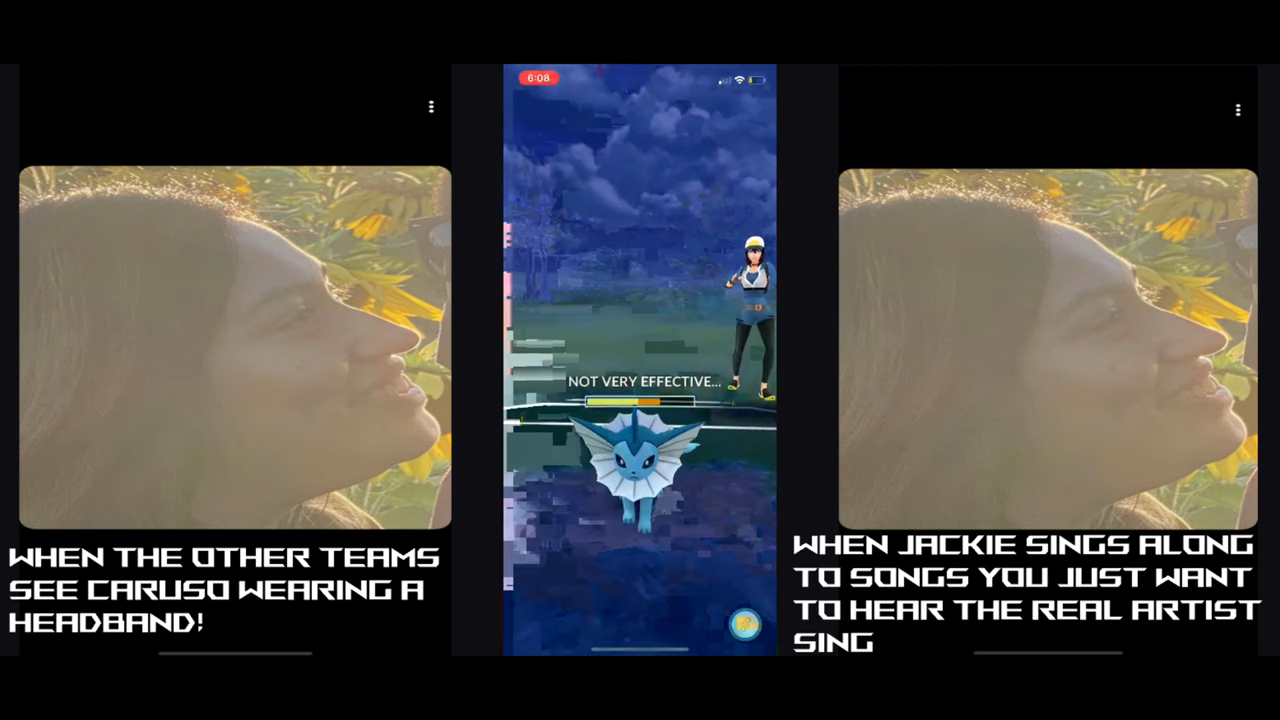 6:08
NOT VERY EFFECTIVE...
WHEN THE OTHER TEAMS
SEE CARUSO WEARING A
HEADBAND!
WHEN JACKIE SINGS ALONG
TO SONGS YOU JUST WANT
TO HEAR THE REAL ARTIST
SING